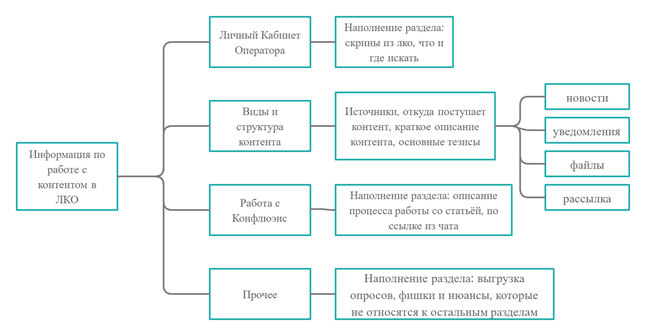 Информация по
работе с
контентом в
ЛКО
Личный Кабинет
Оператора
Наполнение раздела:
скрины из лко, что и
где искать
Виды и
структура
контента
Источники, откуда поступает
контент, краткое описание
контента, основные тезисы
новости
уведомления
файлы
рассылка
Работа с
Конфлюэнс
Наполнение раздела: описание
процесса работы со статьёй, по
ссылке из чата
Прочее
Наполнение раздела: выгрузка
опросов, фишки и нюансы, которые
не относятся к остальным разделам